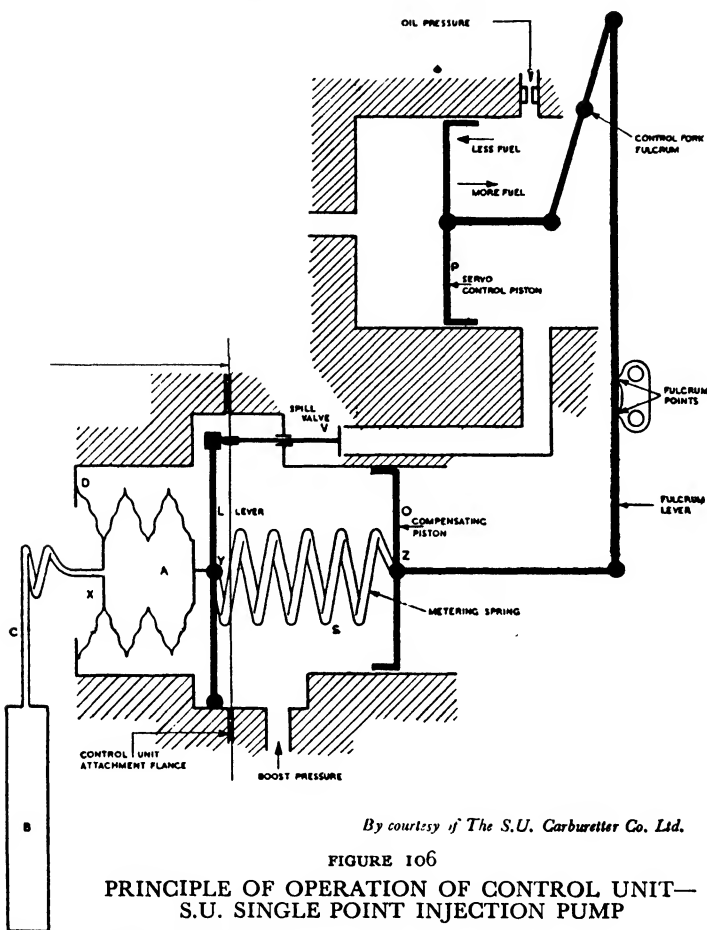 OIL PRESSURE
CONTROL FORK
FULCRUM
LESS FUEL
MORE FUEL
P
SERVO
CONTROL PISTON
SPILL
VALVE
V
FULCRUM
POINTS
D
L
LEVER
O
COMPENSATING
PISTON
FULCRUM
LEVER
A
Y
Z
X
METERING SPRING
S
C
CONTROL UNIT
ATTACHMENT FLANGE
BOOST PRESSURE
B
By courtesy of The S.U. Carburetter Co. Ltd.
FIGURE 106
PRINCIPLE OF OPERATION OF CONTROL UNIT—
S.U. SINGLE POINT INJECTION PUMP